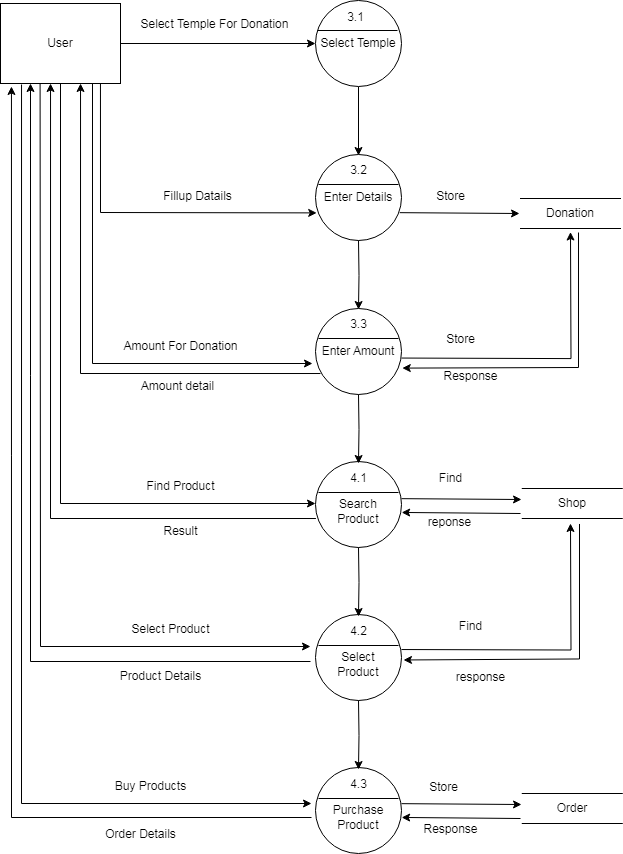 3.1
Select Temple For Donation
User
Select Temple
3.2
Fillup Datails
Enter Details
Store
Donation
3.3
Amount For Donation
Enter Amount
Store
Amount detail
Response
4.1
Find Product
Search
Product
Find
Shop
Result
reponse
4.2
Select Product
Select
Product
Find
Product Details
response
4.3
Buy Products
Purchase
Product
Store
Order
Order Details
Response